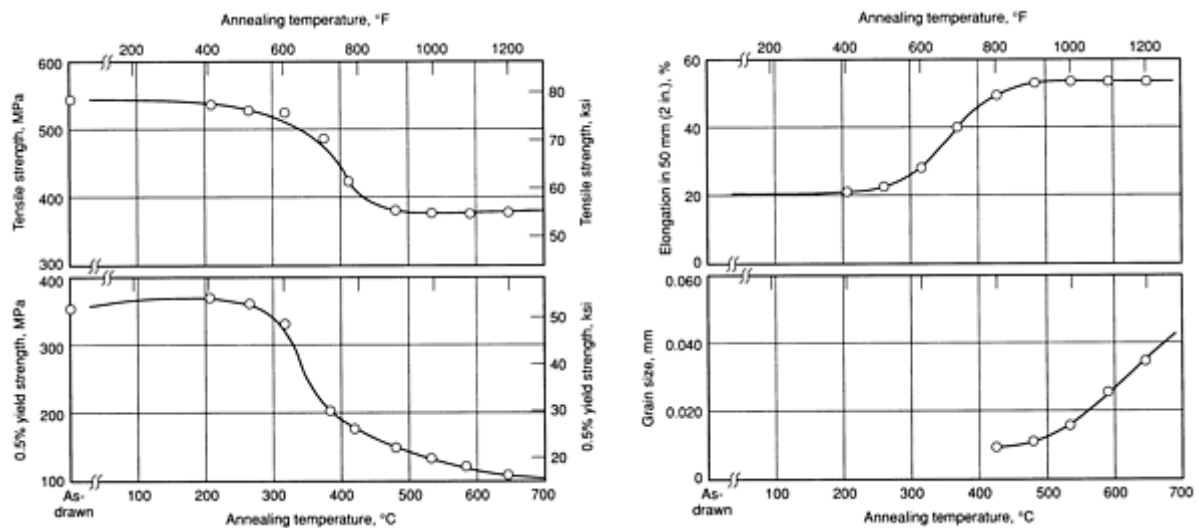 Annealing temperature, °F
200 400 600 800 1000 1200
600
500
400
300
Tensile strength, MPa
80
70
60
50
Tensile strength, ksi
400
300
200
100
0.5% yield strength, MPa
50
40
30
20
0.5% yield strength, ksi
As-
drawn
100 200 300 400 500 600 700
Annealing temperature, °C
Annealing temperature, °F
200 400 600 800 1000 1200
60
40
20
0
Elongation in 50 mm (2 in.), %
0.060
0.040
0.020
0
Grain size, mm
As-
drawn
100 200 300 400 500 600 700
Annealing temperature, °C